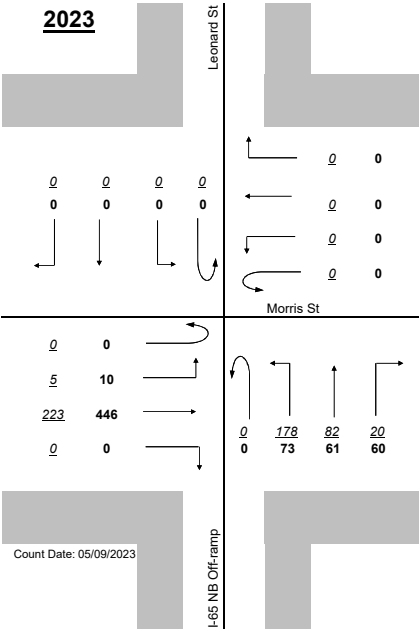 2023
Leonard St
0 0
0 0 0 0
0 0 0 0
0 0
0 0
0 0
Morris St
0 0
5 10
223 446
0 0
0 178 82 20
0 73 61 60
I-65 NB Off-ramp
Count Date: 05/09/2023